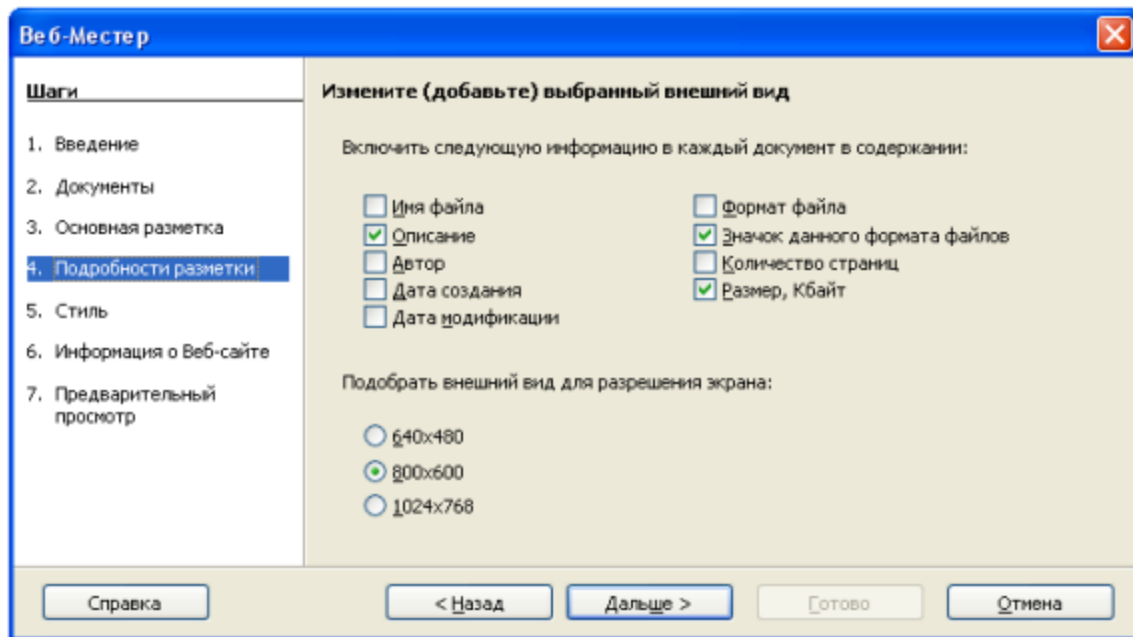 Веб-Мастер
Шаги
1. Введение
2. Документы
3. Основная разметка
4. Подробности разметки
5. Стиль
6. Информация о Веб-сайте
7. Предварительный
просмотр
Измените (добавьте) выбранный внешний вид
Включить следующую информацию в каждый документ в содержании:
Имя файла
Описание
Автор
Дата создания
Дата модификации
Формат файла
Значок данного формата файлов
Количество страниц
Размер, Кбайт
Подобрать внешний вид для разрешения экрана:
640x480
800x600
1024x768
Справка
< Назад
Дальше >
Готово
Отмена